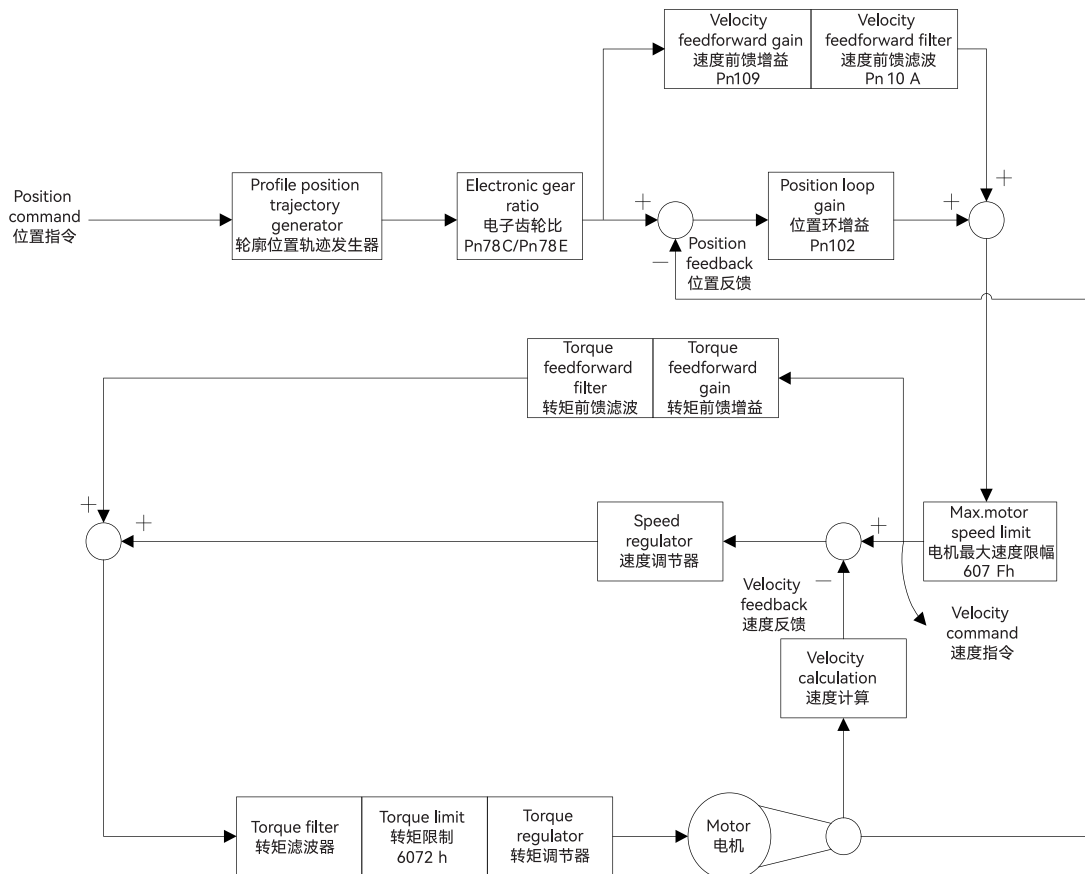 Velocity
feedforward gain
速度前馈增益
Pn109
Velocity
feedforward filter
速度前馈滤波
Pn 10 A
Position
command
位置指令
Profile position
trajectory
generator
轮廓位置轨迹发生器
Electronic gear
ratio
电子齿轮比
Pn78C/Pn78E
+
−
Position
feedback
位置反馈
Position loop
gain
位置环增益
Pn102
+
+
Torque
feedforward
filter
转矩前馈滤波
Torque
feedforward
gain
转矩前馈增益
+
+
Speed
regulator
速度调节器
+
−
Velocity
feedback
速度反馈
Max.motor
speed limit
电机最大速度限幅
607 Fh
Velocity
command
速度指令
Velocity
calculation
速度计算
Torque filter
转矩滤波器
Torque limit
转矩限制
6072 h
Torque
regulator
转矩调节器
Motor
电机